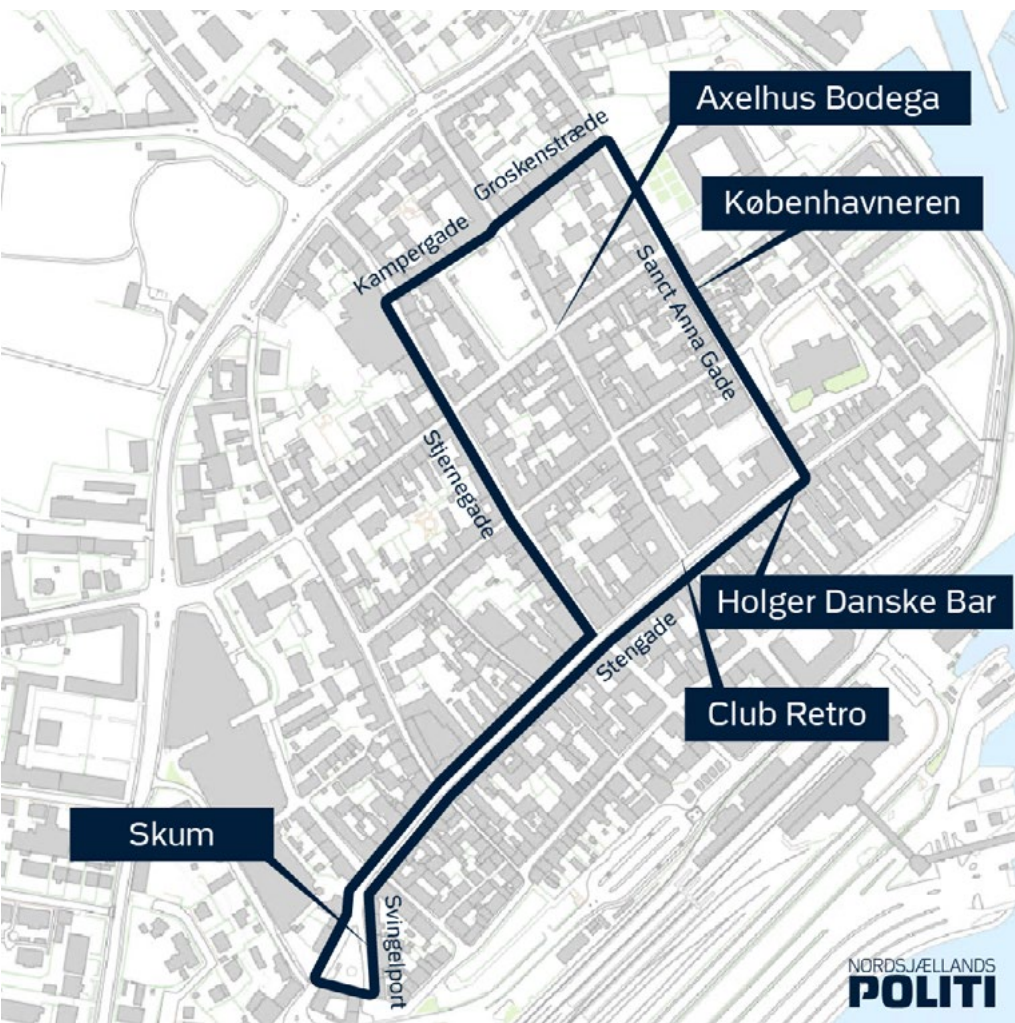 Axelhus Bodega
Groskenstræde
Københavneren
Kampergade
Sanct Anna Gade
Stjernegade
Holger Danske Bar
Stengade
Club Retro
Skum
Svingelport
NORDSJÆLLANDS
POLITI